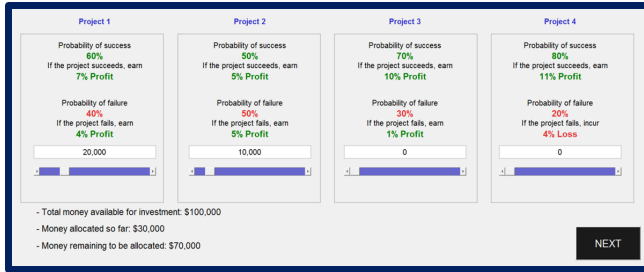 Project 1
Probability of success
60%
If the project succeeds, earn
7% Profit
Probability of failure
40%
If the project fails, earn
4% Profit
20,000
Project 2
Probability of success
50%
If the project succeeds, earn
5% Profit
Probability of failure
50%
If the project fails, earn
5% Profit
10,000
Project 3
Probability of success
70%
If the project succeeds, earn
10% Profit
Probability of failure
30%
If the project fails, earn
1% Profit
0
Project 4
Probability of success
80%
If the project succeeds, earn
11% Profit
Probability of failure
20%
If the project fails, incur
4% Loss
0
- Total money available for investment: $100,000
- Money allocated so far: $30,000
- Money remaining to be allocated: $70,000
NEXT